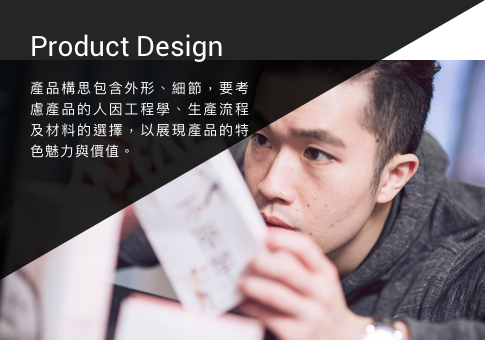 Product Design
產品構思包含外形、細節，要考
慮產品的人因工程學、生產流程
及材料的選擇，以展現產品的特
色魅力與價值。